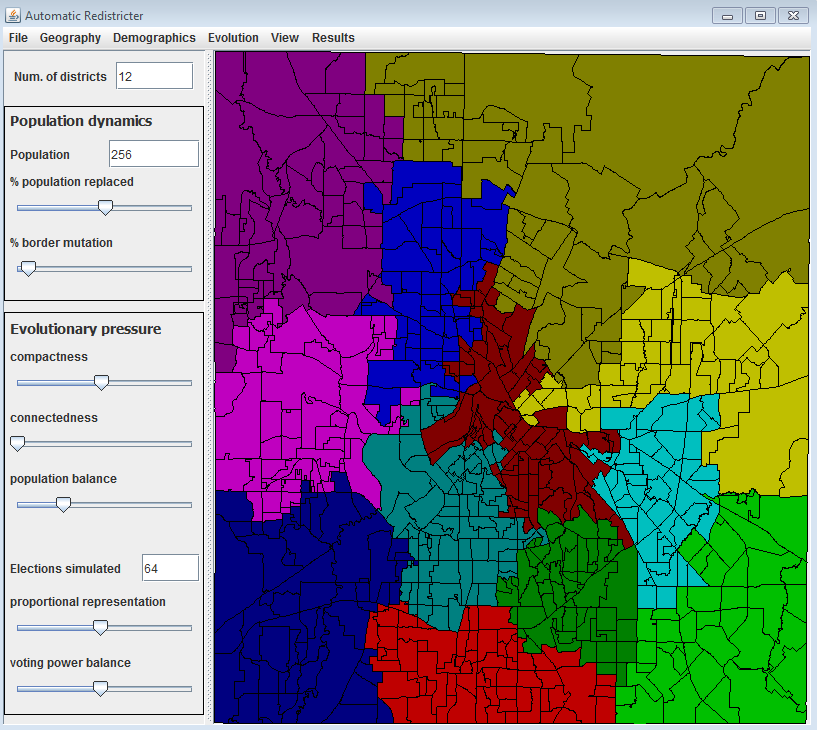 Automatic Redistricter
File Geography Demographics Evolution View Results
Num. of districts 12
Population dynamics
Population 256
% population replaced
% border mutation
Evolutionary pressure
compactness
connectedness
population balance
Elections simulated 64
proportional representation
voting power balance